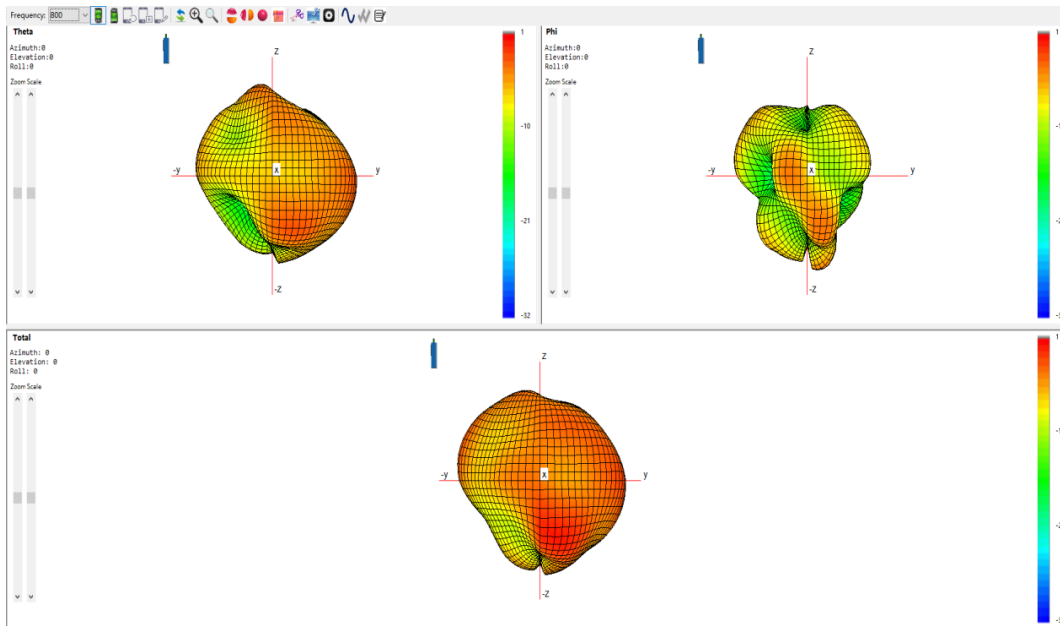 Frequency: 800
Theta
Azimuth:0
Elevation:0
Roll:0
Zoom Scale
Z
-y
X
y
-Z
1
-10
-21
-32
Phi
Azimuth:0
Elevation:0
Roll:0
Zoom Scale
Z
-y
X
y
-Z
1
Total
Azimuth: 0
Elevation: 0
Roll: 0
Zoom Scale
Z
-y
X
y
-Z
1